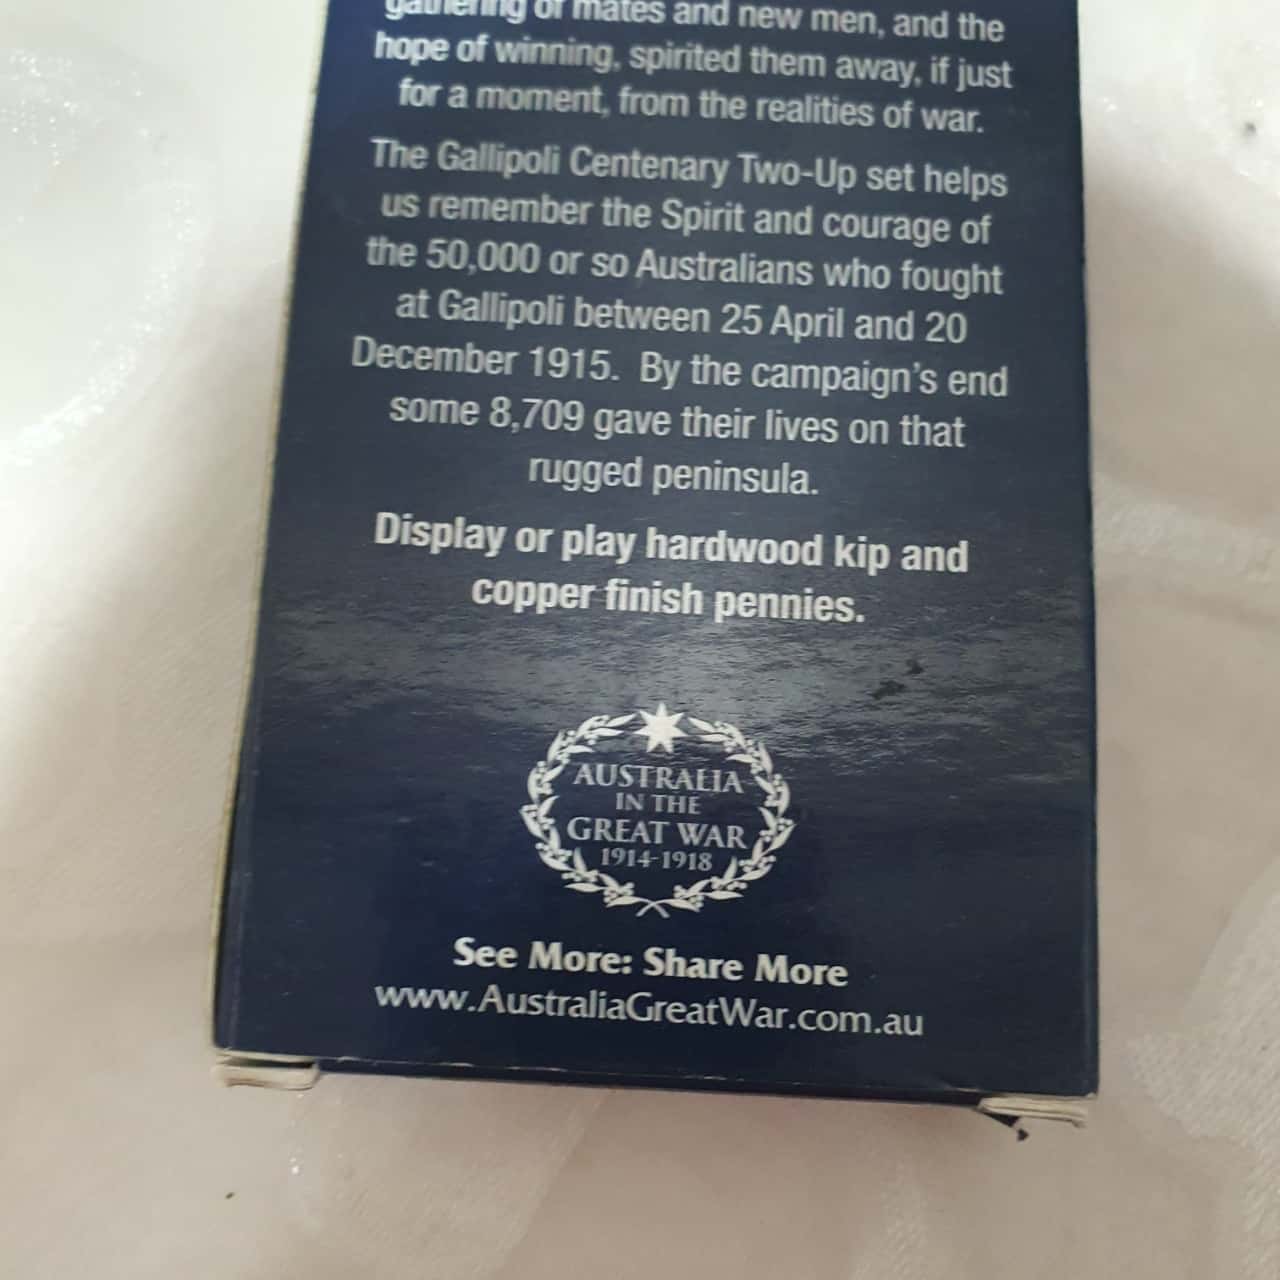 gathering of mates and new men, and the
hope of winning, spirited them away, if just
for a moment, from the realities of war.
The Gallipoli Centenary Two-Up set helps
us remember the Spirit and courage of
the 50,000 or so Australians who fought
at Gallipoli between 25 April and 20
December 1915. By the campaign's end
some 8,709 gave their lives on that
rugged peninsula.
Display or play hardwood kip and
copper finish pennies.
AUSTRALIA
IN THE
GREAT WAR
1914-1918
See More: Share More
www.AustraliaGreatWar.com.au